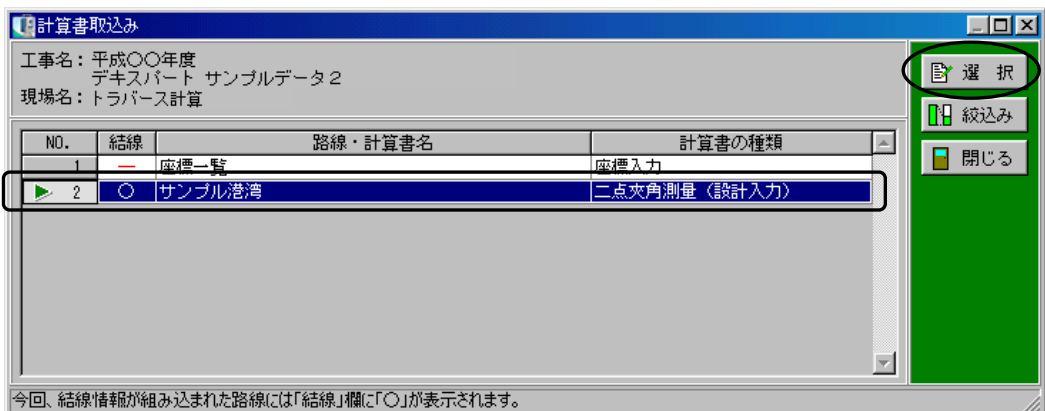 計算書取込み
工事名：平成〇〇年度
デキスパート サンプルデータ２
現場名：トラバース計算
選 択
絞込み
閉じる
NO. 結線 路線・計算書名 計算書の種類
1 ― 座標一覧 座標入力
2 ○ サンプル港湾 二点夾角測量（設計入力）
今回、結線情報が組み込まれた路線には「結線」欄に「○」が表示されます。